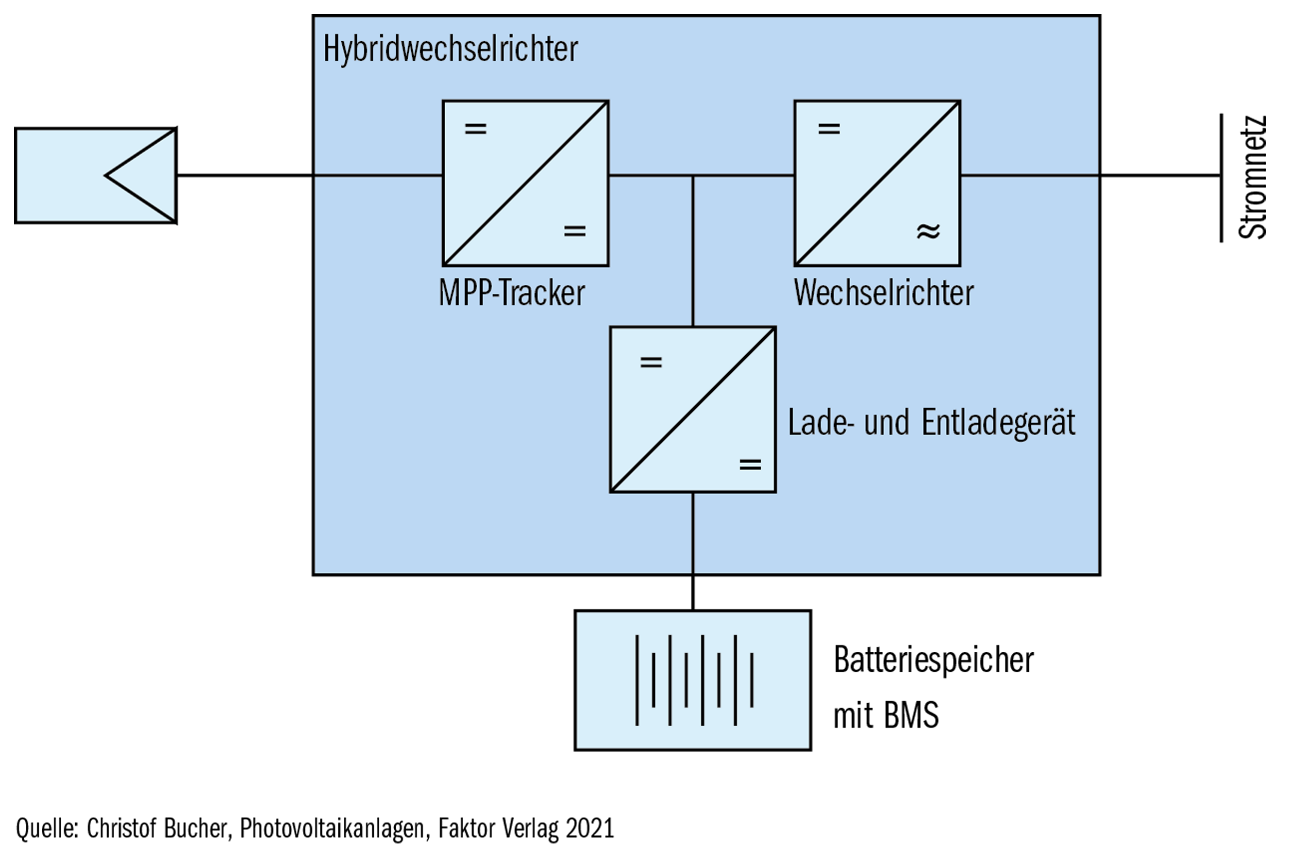 Hybridwechselrichter
=
=
MPP-Tracker
=
≈
Wechselrichter
Stromnetz
=
=
Lade- und Entladegerät
Batteriespeicher
mit BMS
Quelle: Christof Bucher, Photovoltaikanlagen, Faktor Verlag 2021